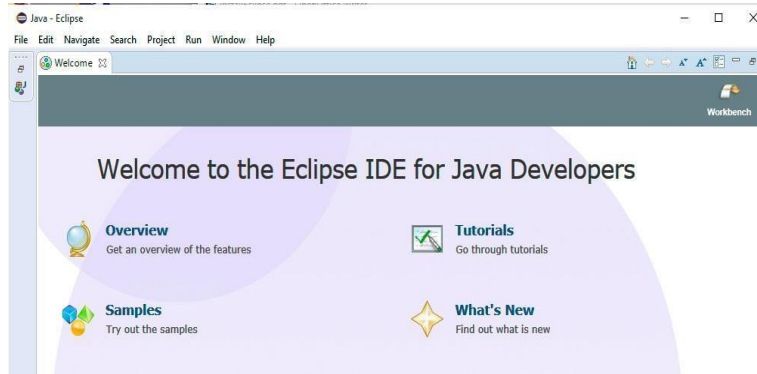 Java - Eclipse
File Edit Navigate Search Project Run Window Help
Welcome
Workbench
Welcome to the Eclipse IDE for Java Developers
Overview
Get an overview of the features
Tutorials
Go through tutorials
Samples
Try out the samples
What's New
Find out what is new